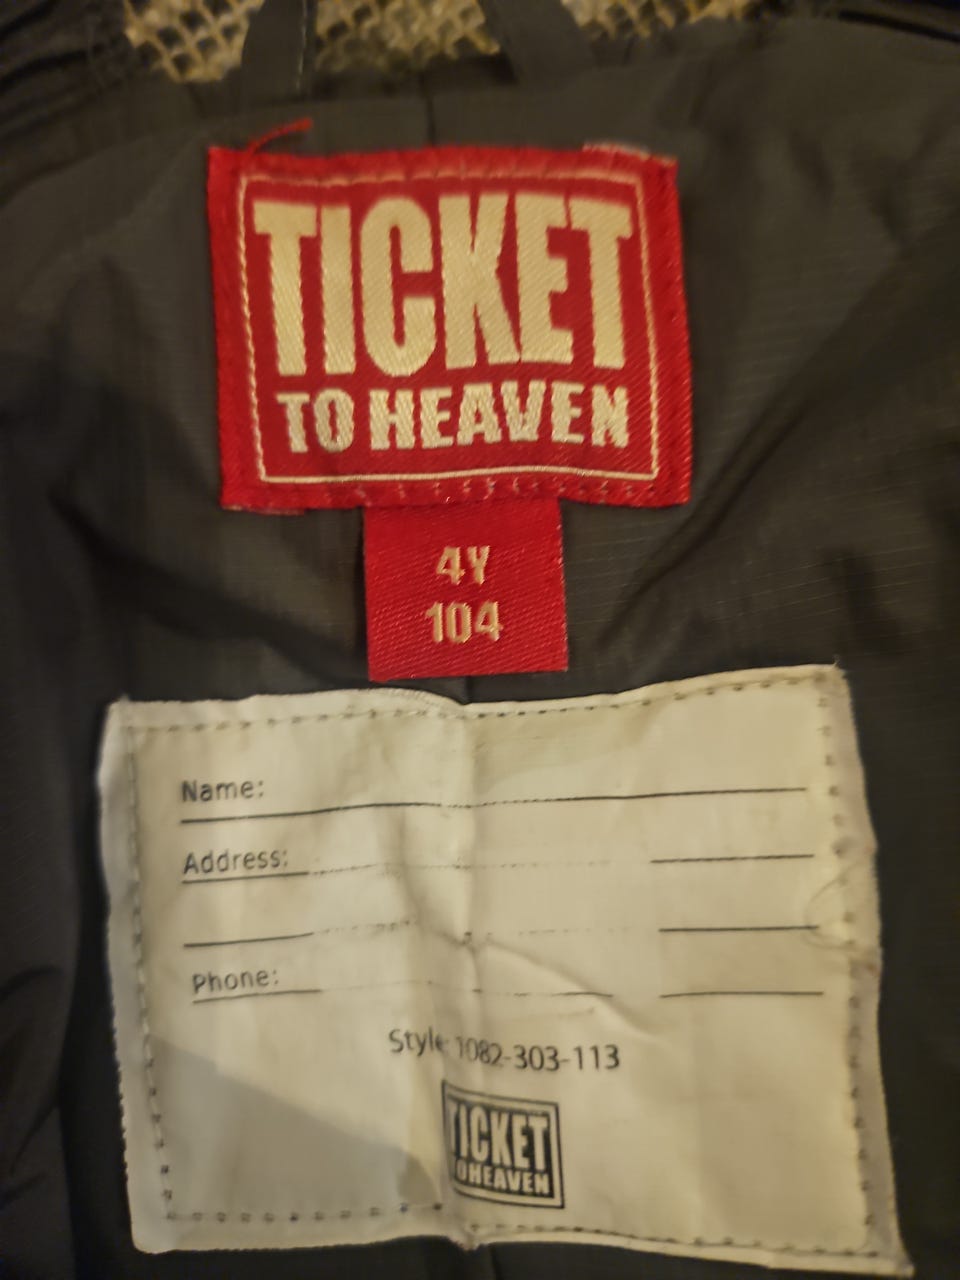 TICKET
TO HEAVEN
4Y
104
Name:
Address:
Phone:
Style: 1082-303-113
TICKET
TO HEAVEN